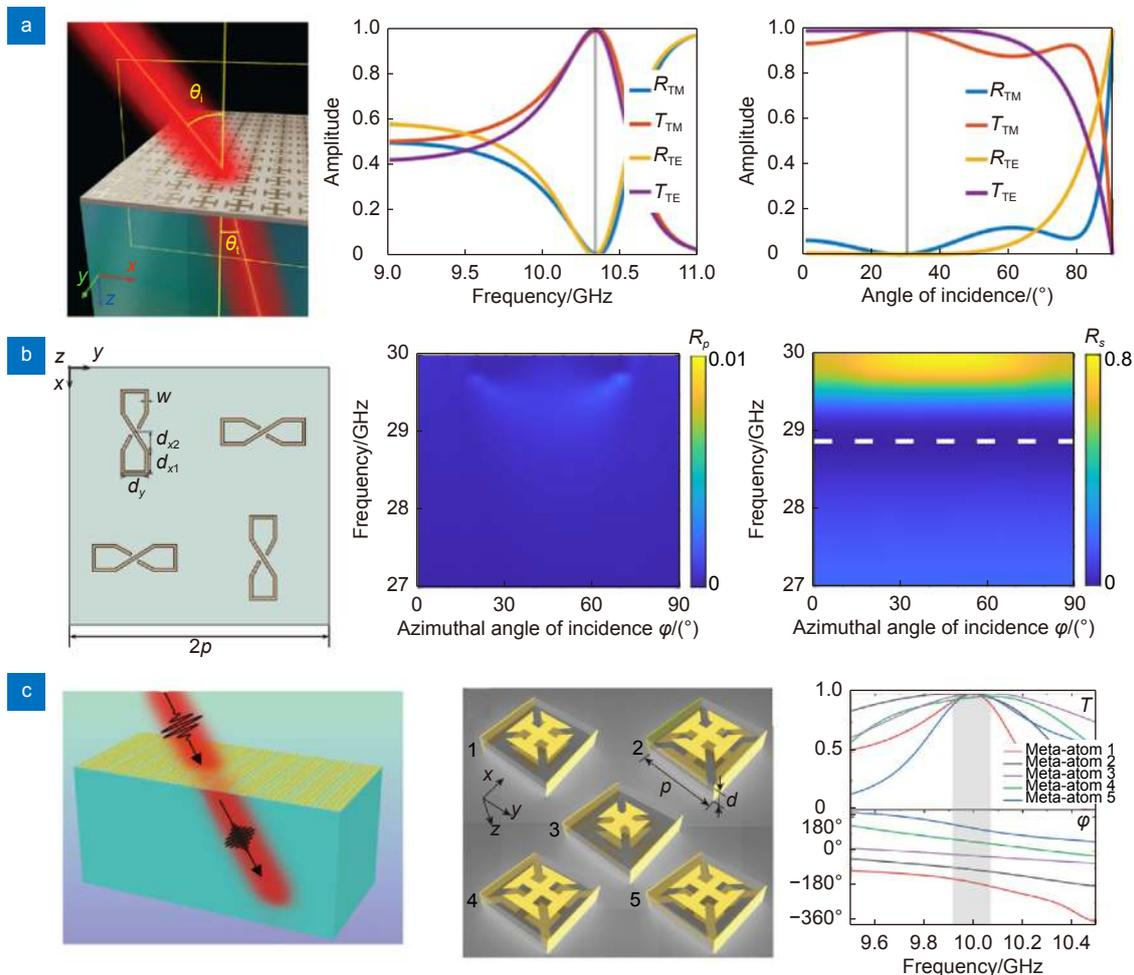 a
θi
θt
x
y
z
Amplitude
1.0
0.8
0.6
0.4
0.2
0
RTM
TTM
RTE
TTE
9.0 9.5 10.0 10.5 11.0
Frequency/GHz
Amplitude
1.0
0.8
0.6
0.4
0.2
0
RTM
TTM
RTE
TTE
0 20 40 60 80
Angle of incidence/(°)
b
z y
x
w
dx2
dx1
dy
2p
Frequency/GHz
30
29
28
27
0 30 60 90
Azimuthal angle of incidence φ/(°)
Rp
0.01
0
Frequency/GHz
30
29
28
27
0 30 60 90
Azimuthal angle of incidence φ/(°)
Rs
0.8
0
c
1
2
x
y
z
p
d
3
4
5
1.0
T
0.5
Meta-atom 1
Meta-atom 2
Meta-atom 3
Meta-atom 4
Meta-atom 5
0
φ
180°
0°
−180°
−360°
9.6 9.8 10.0 10.2 10.4
Frequency/GHz